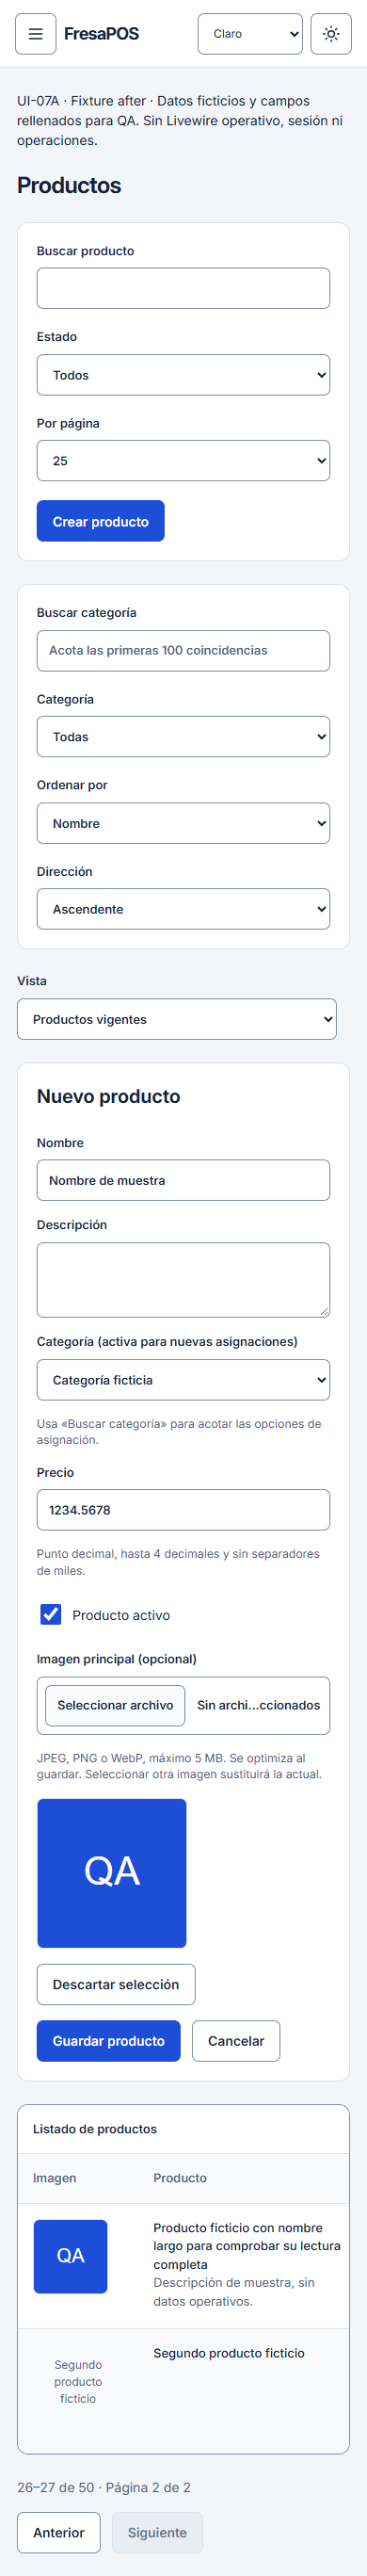 FresaPOS
Claro
UI-07A · Fixture after · Datos ficticios y campos
rellenados para QA. Sin Livewire operativo, sesión ni
operaciones.
Productos
Buscar producto
Estado
Todos
Por página
25
Crear producto
Buscar categoría
Acota las primeras 100 coincidencias
Categoría
Todas
Ordenar por
Nombre
Dirección
Ascendente
Vista
Productos vigentes
Nuevo producto
Nombre
Nombre de muestra
Descripción
Categoría (activa para nuevas asignaciones)
Categoría ficticia
Usa «Buscar categoría» para acotar las opciones de
asignación.
Precio
1234.5678
Punto decimal, hasta 4 decimales y sin separadores
de miles.
Producto activo
Imagen principal (opcional)
Seleccionar archivo Sin archi...ccionados
JPEG, PNG o WebP, máximo 5 MB. Se optimiza al
guardar. Seleccionar otra imagen sustituirá la actual.
QA
Descartar selección
Guardar producto Cancelar
Listado de productos
Imagen Producto
QA
Producto ficticio con nombre
largo para comprobar su lectura
completa
Descripción de muestra, sin
datos operativos.
Segundo
producto
ficticio
Segundo producto ficticio
26–27 de 50 · Página 2 de 2
Anterior Siguiente